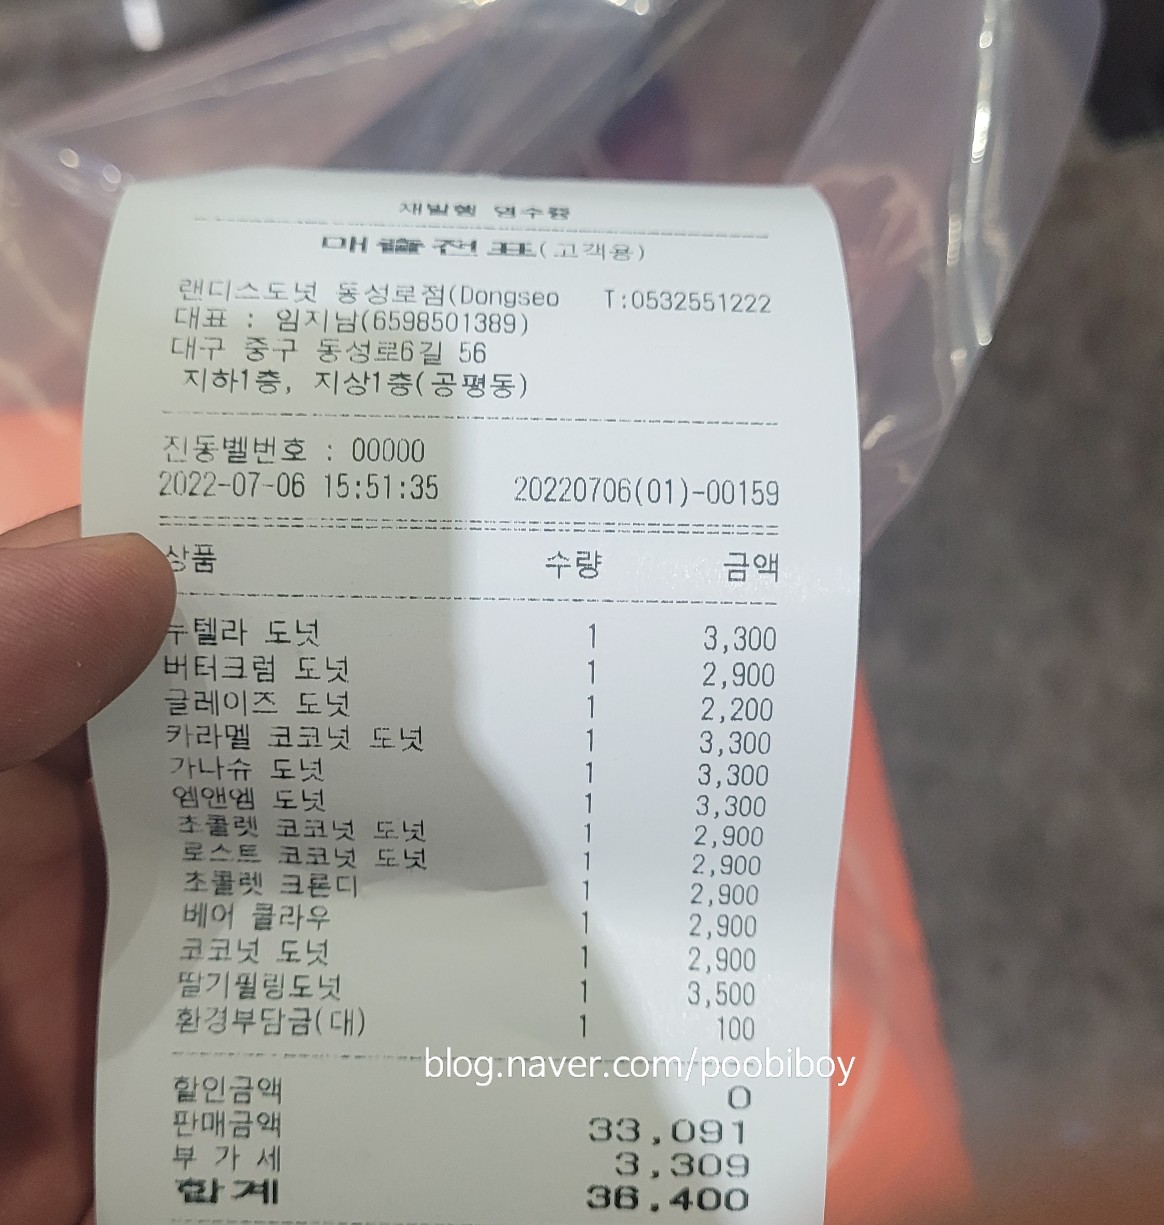 재발행 영수증
매출전표(고객용)
랜디스도넛 동성로점(Dongseo T:0532551222
대표 : 임지남(6598501389)
대구 중구 동성로6길 56
지하1층, 지상1층(공평동)
진동벨번호 : 00000
2022-07-06 15:51:35 20220706(01)-00159
상품 수량 금액
누텔라 도넛 1 3,300
버터크럼 도넛 1 2,900
글레이즈 도넛 1 2,200
카라멜 코코넛 도넛 1 3,300
가나슈 도넛 1 3,300
엠앤엠 도넛 1 3,300
초콜렛 코코넛 도넛 1 2,900
로스트 코코넛 도넛 1 2,900
초콜렛 크론디 1 2,900
베어 클라우 1 2,900
코코넛 도넛 1 2,900
딸기필링도넛 1 3,500
환경부담금(대) 1 100
blog.naver.com/poobiboy
할인금액 0
판매금액 33,091
부 가 세 3,309
합계 36,400